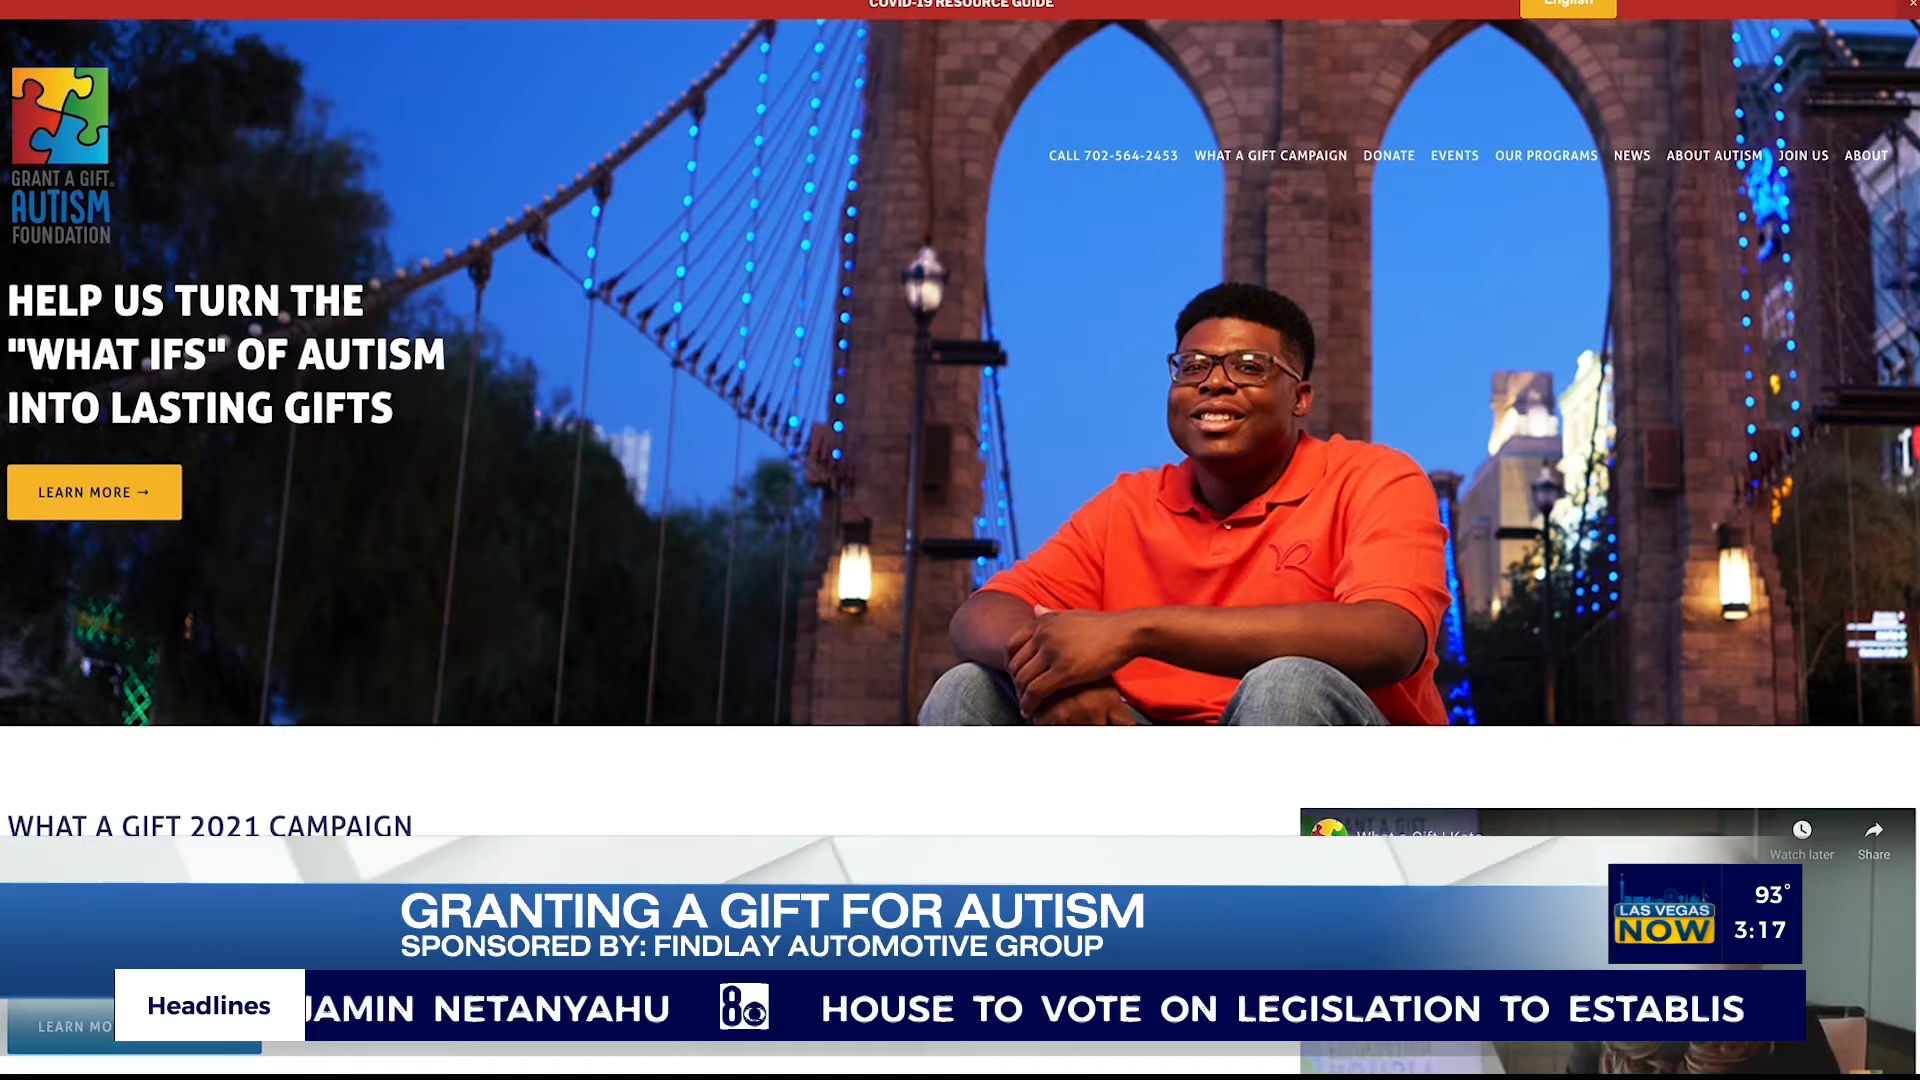 COVID-19 RESOURCE GUIDE
English
GRANT A GIFT
AUTISM
FOUNDATION
CALL 702-564-2453 WHAT A GIFT CAMPAIGN DONATE EVENTS OUR PROGRAMS NEWS ABOUT AUTISM JOIN US ABOUT
HELP US TURN THE
"WHAT IFS" OF AUTISM
INTO LASTING GIFTS
LEARN MORE →
WHAT A GIFT 2021 CAMPAIGN
Watch later
Share
GRANTING A GIFT FOR AUTISM
SPONSORED BY: FINDLAY AUTOMOTIVE GROUP
LAS VEGAS
NOW
93°
3:17
LEARN MO
Headlines
JAMIN NETANYAHU 8 HOUSE TO VOTE ON LEGISLATION TO ESTABLIS